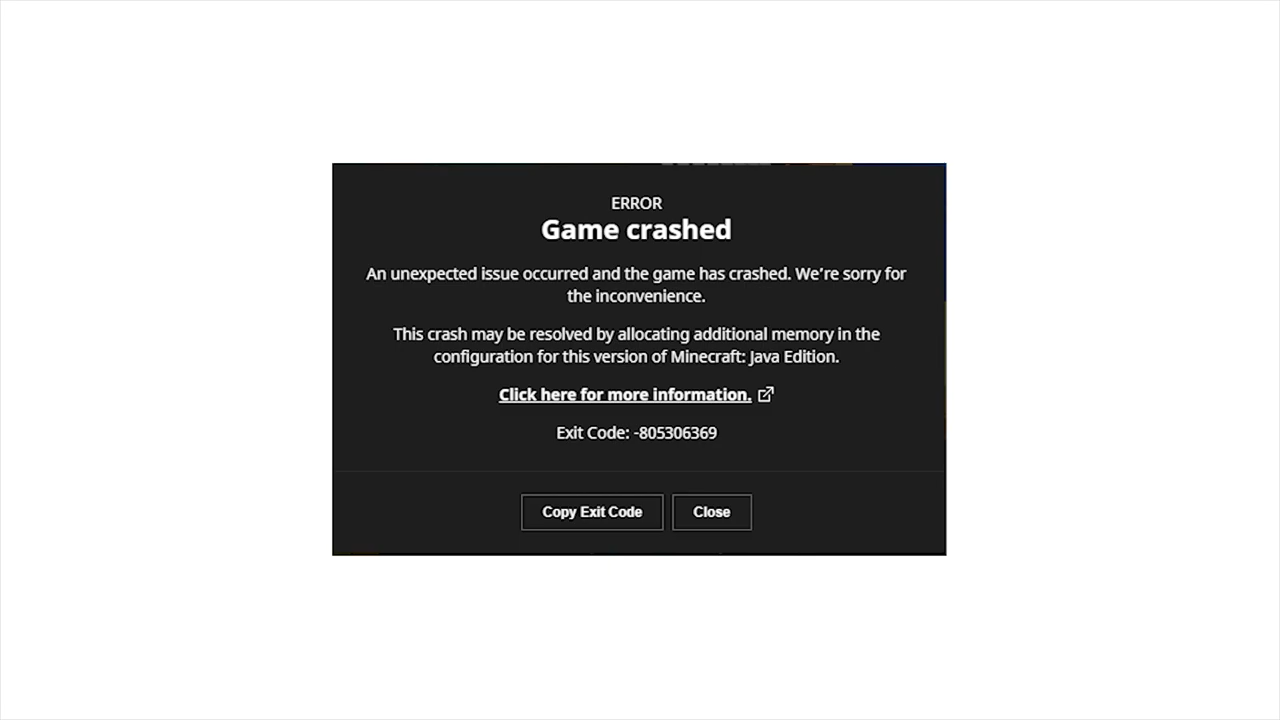 ERROR
Game crashed
An unexpected issue occurred and the game has crashed. We’re sorry for
the inconvenience.
This crash may be resolved by allocating additional memory in the
configuration for this version of Minecraft: Java Edition.
Click here for more information.
Exit Code: -805306369
Copy Exit Code Close